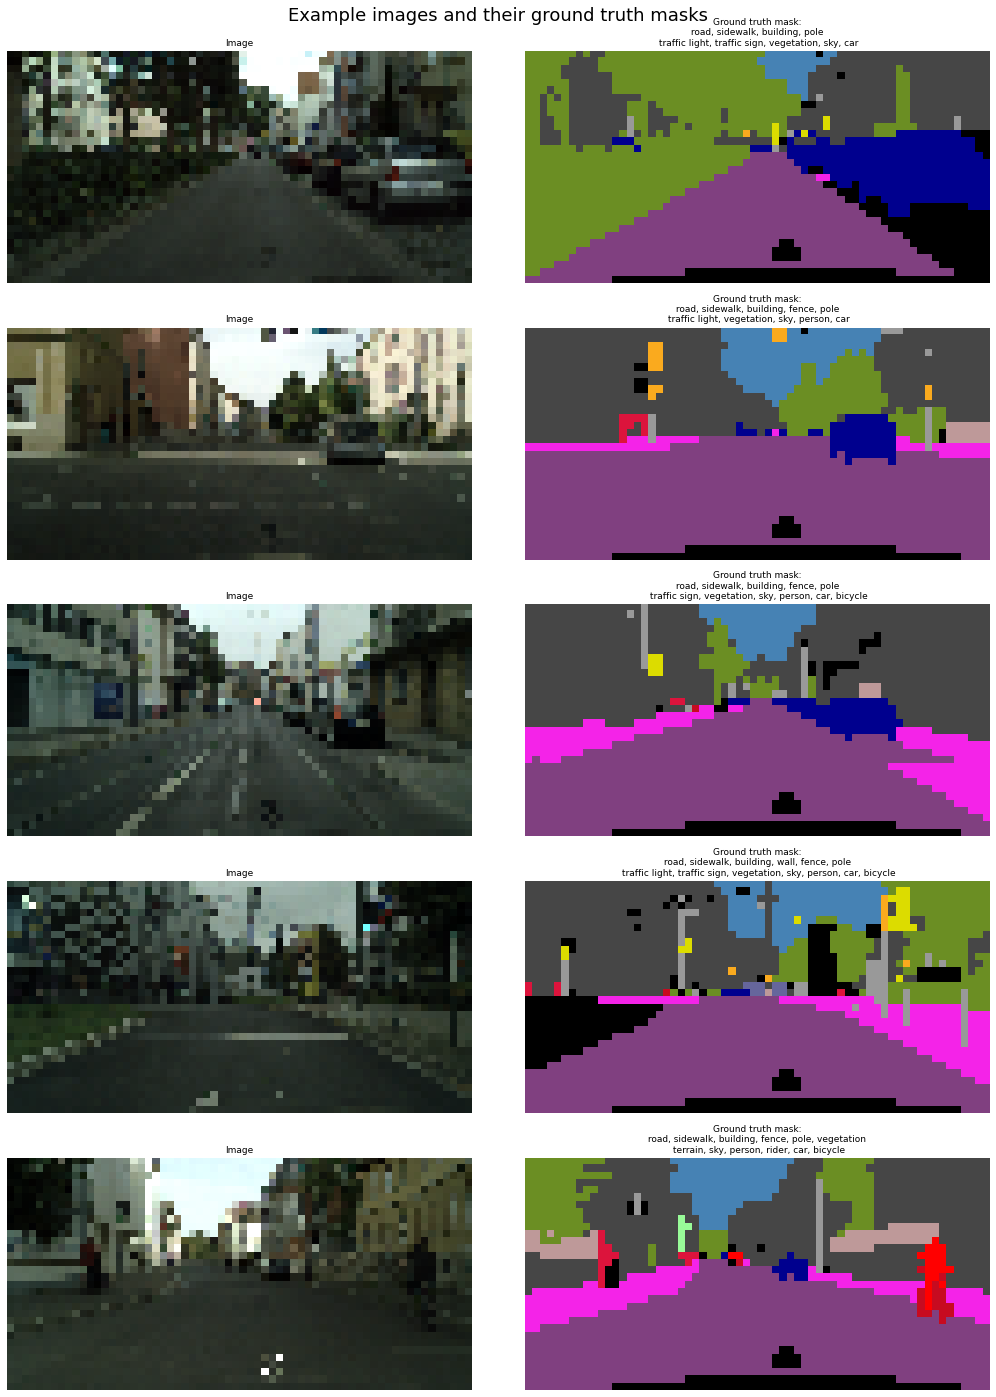 Example images and their ground truth masks
Image
Ground truth mask:
road, sidewalk, building, pole
traffic light, traffic sign, vegetation, sky, car
Image
Ground truth mask:
road, sidewalk, building, fence, pole
traffic light, vegetation, sky, person, car
Image
Ground truth mask:
road, sidewalk, building, fence, pole
traffic sign, vegetation, sky, person, car, bicycle
Image
Ground truth mask:
road, sidewalk, building, wall, fence, pole
traffic light, traffic sign, vegetation, sky, person, car, bicycle
Image
Ground truth mask:
road, sidewalk, building, fence, pole, vegetation
terrain, sky, person, rider, car, bicycle